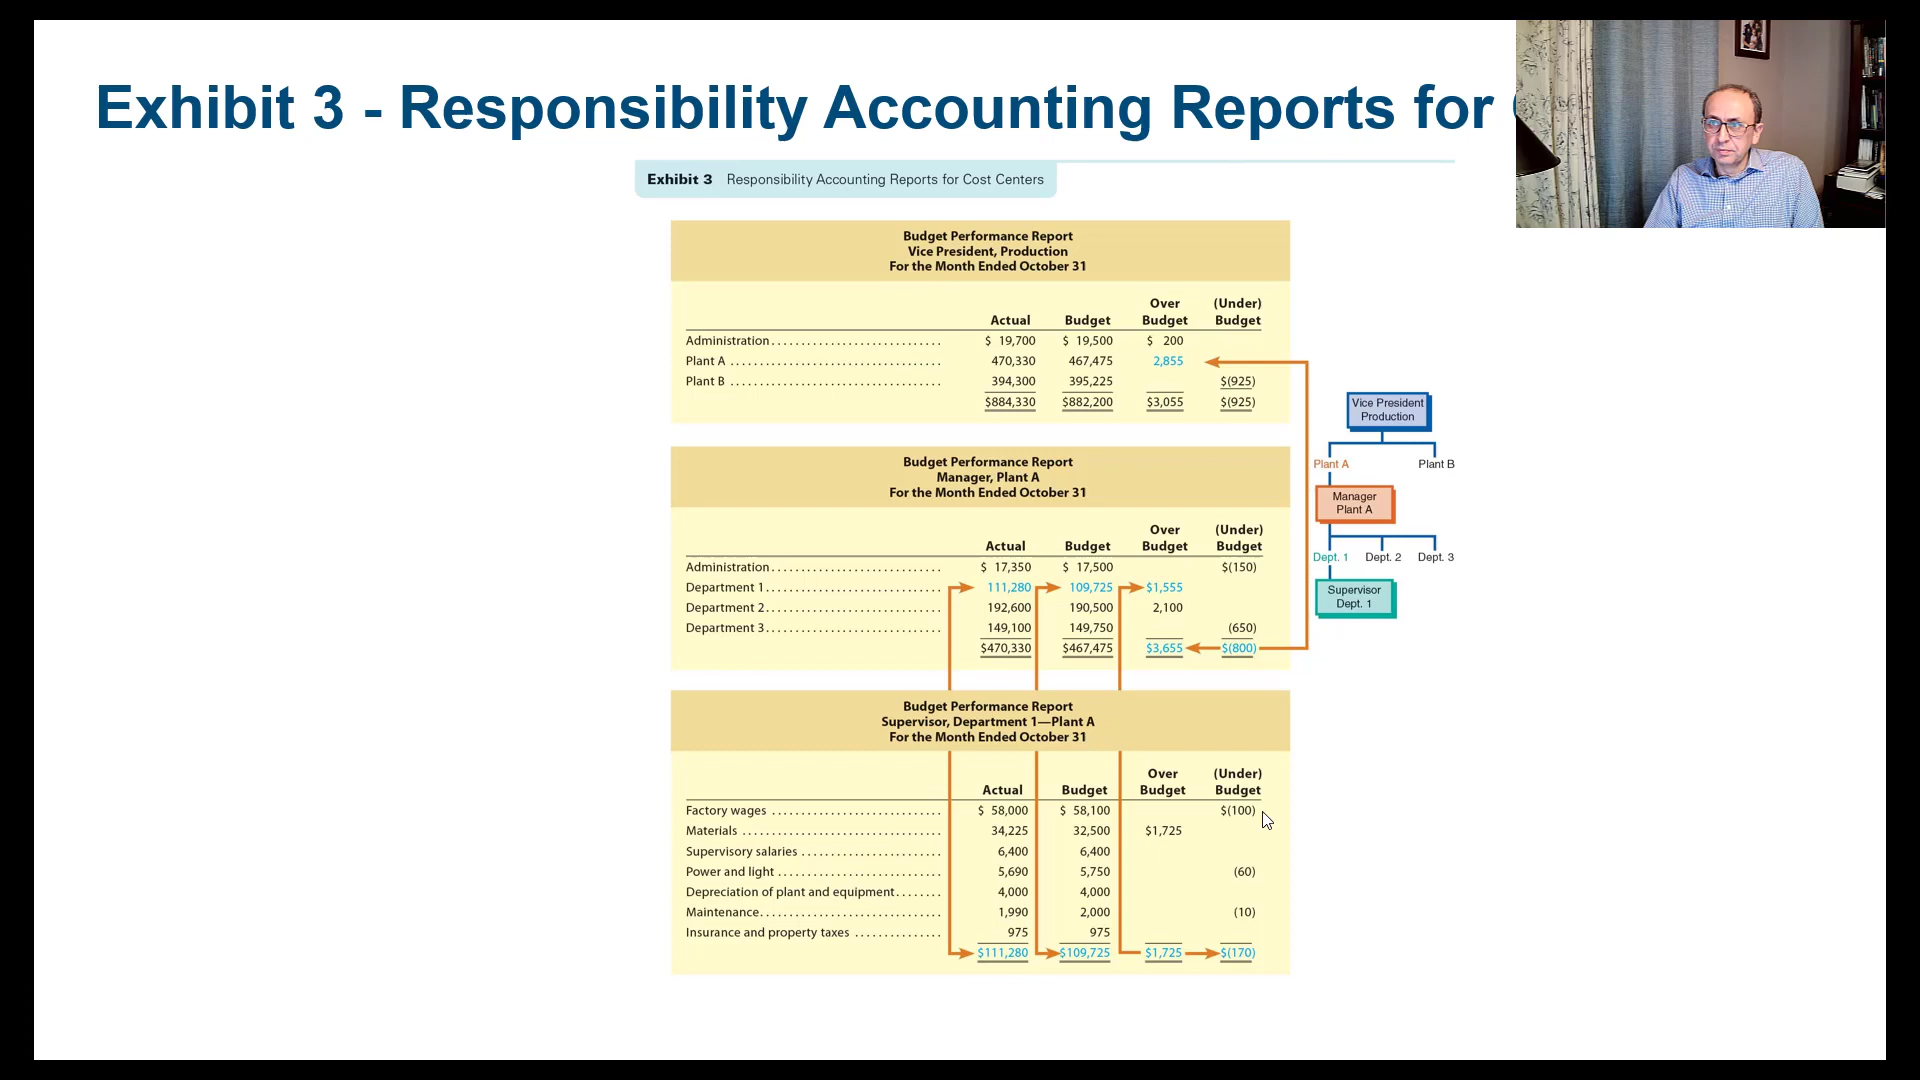 Exhibit 3 - Responsibility Accounting Reports for
Exhibit 3 Responsibility Accounting Reports for Cost Centers
Budget Performance Report
Vice President, Production
For the Month Ended October 31
Over (Under)
Actual Budget Budget Budget
Administration............................ $ 19,700 $ 19,500 $ 200
Plant A ................................... 470,330 467,475 2,855
Plant B ................................... 394,300 395,225 $(925)
$884,330 $882,200 $3,055 $(925)
Budget Performance Report
Manager, Plant A
For the Month Ended October 31
Over (Under)
Actual Budget Budget Budget
Administration............................ $ 17,350 $ 17,500 $(150)
Department 1............................. 111,280 109,725 $1,555
Department 2............................. 192,600 190,500 2,100
Department 3............................. 149,100 149,750 (650)
$470,330 $467,475 $3,655 $(800)
Budget Performance Report
Supervisor, Department 1—Plant A
For the Month Ended October 31
Over (Under)
Actual Budget Budget Budget
Factory wages ............................ $ 58,000 $ 58,100 $(100)
Materials ................................. 34,225 32,500 $1,725
Supervisory salaries ....................... 6,400 6,400
Power and light ........................... 5,690 5,750 (60)
Depreciation of plant and equipment........ 4,000 4,000
Maintenance.............................. 1,990 2,000 (10)
Insurance and property taxes ............... 975 975
$111,280 $109,725 $1,725 $(170)
Vice President
Production
Plant A Plant B
Manager
Plant A
Dept. 1 Dept. 2 Dept. 3
Supervisor
Dept. 1